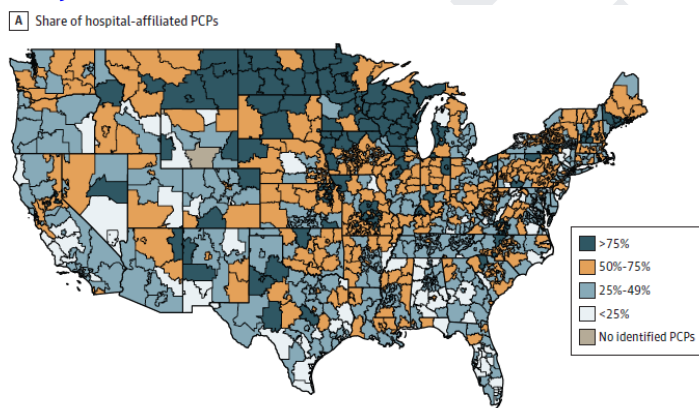 A Share of hospital-affiliated PCPs
>75%
50%-75%
25%-49%
<25%
No identified PCPs